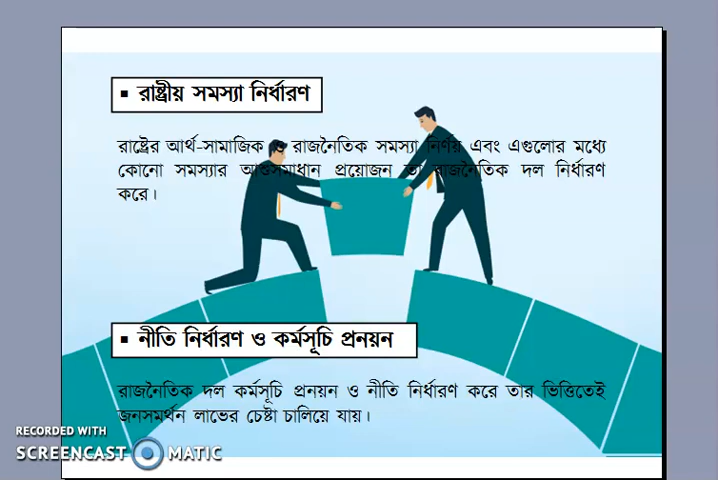 ▪ রাষ্ট্রীয় সমস্যা নির্ধারণ
রাষ্ট্রের আর্থ-সামাজিক ও রাজনৈতিক সমস্যা নির্ণয় এবং এগুলোর মধ্যে
কোনো সমস্যার আশুসমাধান প্রয়োজন তা রাজনৈতিক দল নির্ধারণ
করে।
▪ নীতি নির্ধারণ ও কর্মসূচি প্রনয়ন
রাজনৈতিক দল কর্মসূচি প্রনয়ন ও নীতি নির্ধারণ করে তার ভিত্তিতেই
জনসমর্থন লাভের চেষ্টা চালিয়ে যায়।
RECORDED WITH
SCREENCAST MATIC